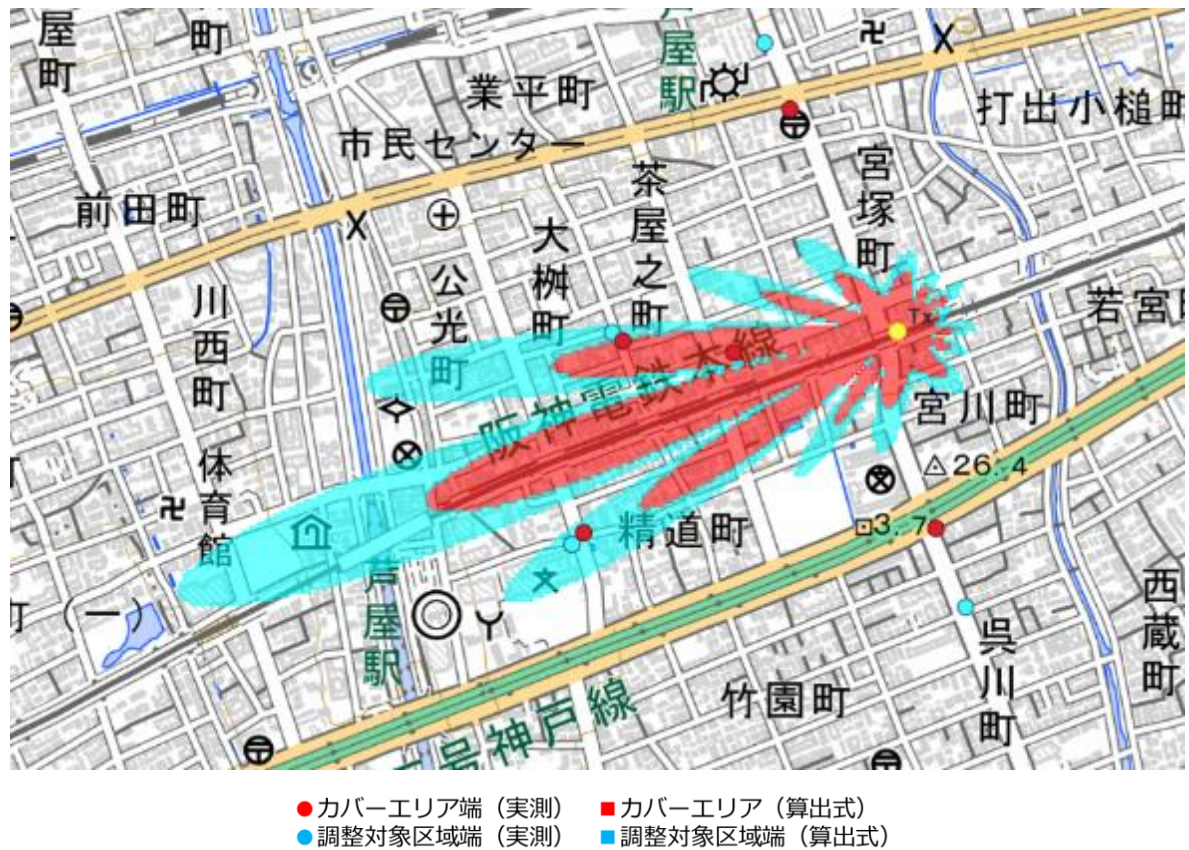 屋町
町
戸屋駅
業平町
打出小槌町
市民センター
宮塚町
茶屋之町
前田町
大桝町
公光町
川西町
若宮町
Tx
阪神電鉄本線
宮川町
26.4
体育館
精道町
3.7
町(一)
芦屋駅
西蔵町
呉川町
竹園町
号神戸線
カバーエリア端(実測)
カバーエリア(算出式)
調整対象区域端(実測)
調整対象区域端(算出式)